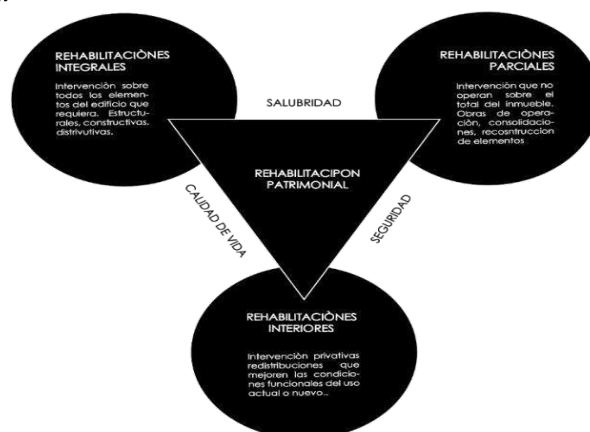 REHABILITACIÒNES
INTEGRALES
Intervención sobre
todos los elemen-
tos del edificio que
requiera. Estructu-
rales, constructivas,
distrivutivas.
SALUBRIDAD
REHABILITACIÒNES
PARCIALES
Intervención que no
operan sobre el
total del inmueble.
Obras de opera-
ción, consolidacio-
nes, recosntruccion
de elementos
REHABILITACIPON
PATRIMONIAL
CALIDAD DE VIDA
SEGURIDAD
REHABILITACIÒNES
INTERIORES
Intervención privativas
redistribuciones que
mejoren las condicio-
nes funcionales del uso
actual o nuevo...